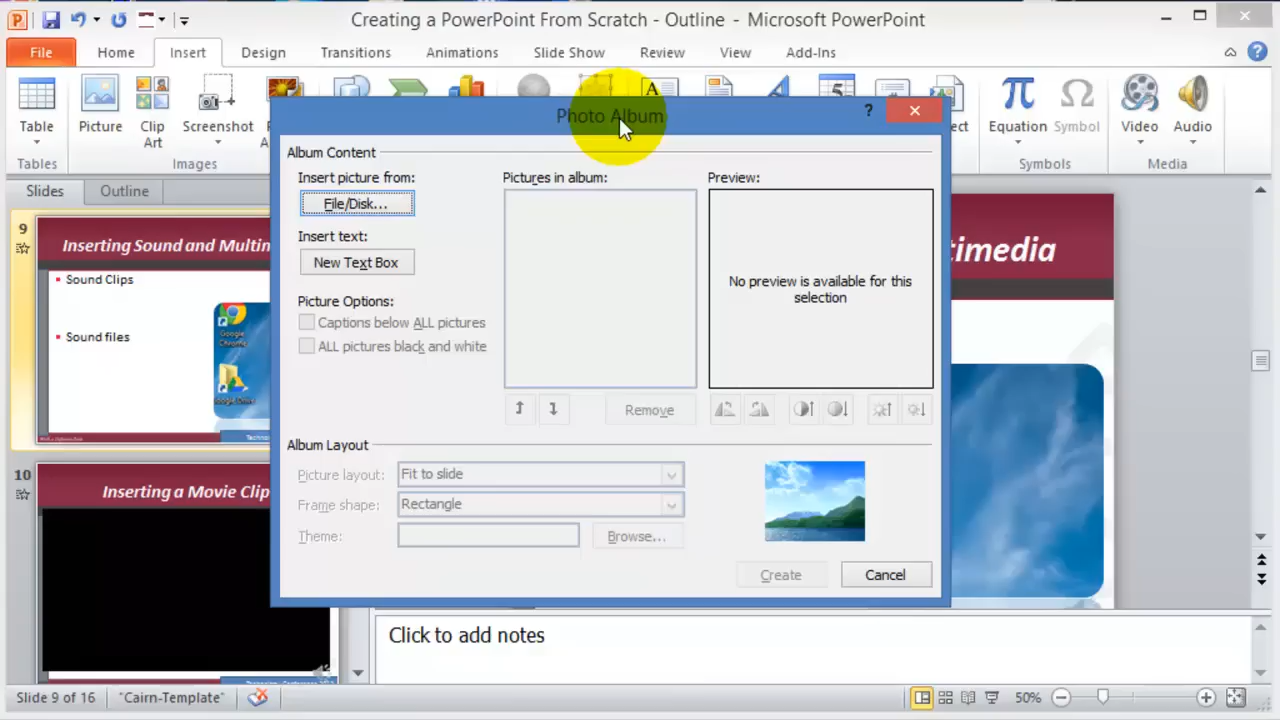 Creating a PowerPoint From Scratch - Outline - Microsoft PowerPoint
File Home Insert Design Transitions Animations Slide Show Review View Add-Ins
Table Picture Clip Art Screenshot Equation Symbol Video Audio
Tables Images Symbols Media
Photo Album
Album Content
Insert picture from:
File/Disk...
Insert text:
New Text Box
Picture Options:
Captions below ALL pictures
ALL pictures black and white
Pictures in album:
Remove
Preview:
No preview is available for this
selection
Album Layout
Picture layout: Fit to slide
Frame shape: Rectangle
Theme:
Browse...
Create Cancel
Slides Outline
9
Inserting Sound and Multim
Sound Clips
Sound files
Google
Chrome
Google Drive
10
Inserting a Movie Clip
timedia
Click to add notes
Slide 9 of 16 "Cairn-Template" 50%